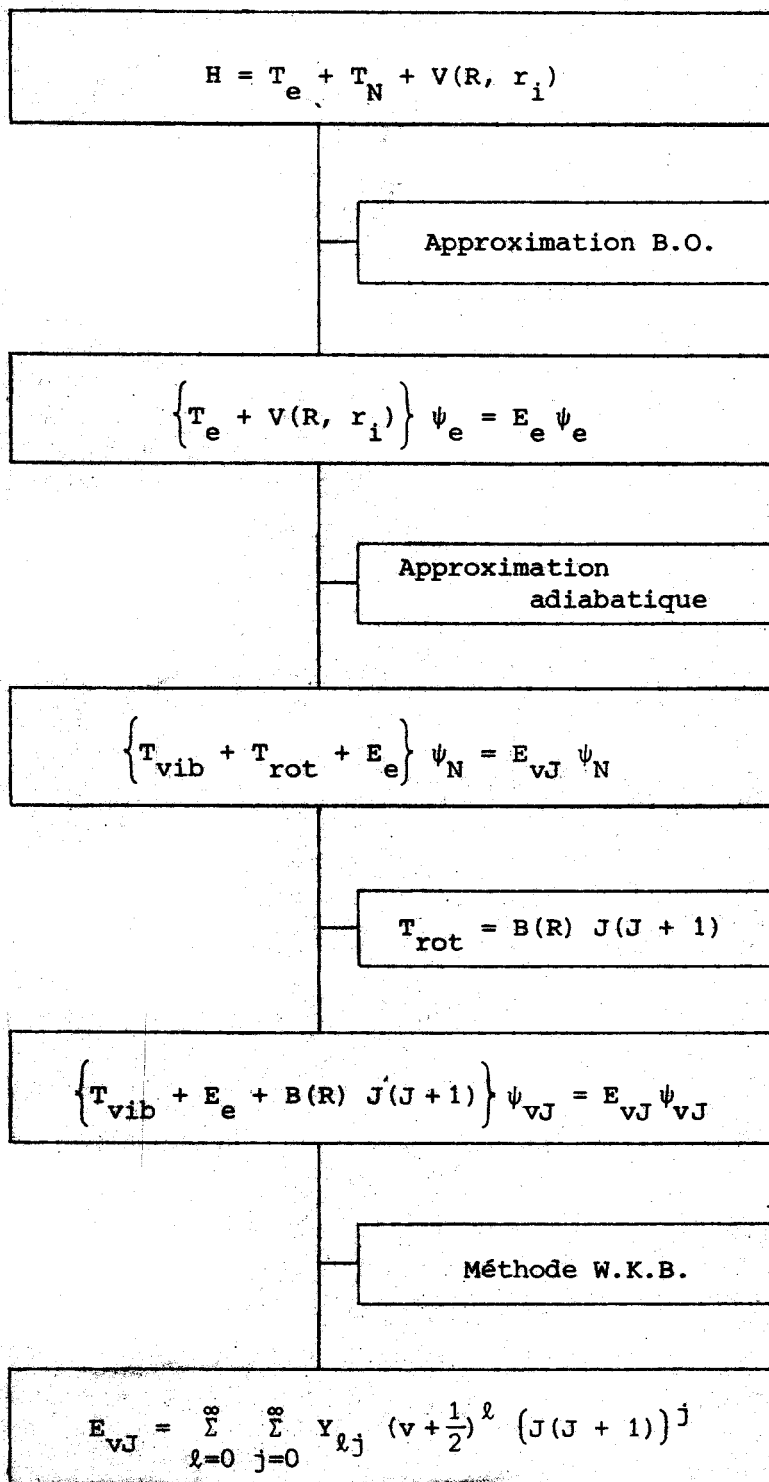 H = T_e + T_N + V(R, r_i)
Approximation B.O.
{T_e + V(R, r_i)} ψ_e = E_e ψ_e
Approximation
adiabatique
{T_vib + T_rot + E_e} ψ_N = E_vJ ψ_N
T_rot = B(R) J(J + 1)
{T_vib + E_e + B(R) J(J + 1)} ψ_vJ = E_vJ ψ_vJ
Méthode W.K.B.
E_vJ = Σ_{ℓ=0}^{∞} Σ_{j=0}^{∞} Y_ℓj (v + 1/2)^ℓ (J(J + 1))^j